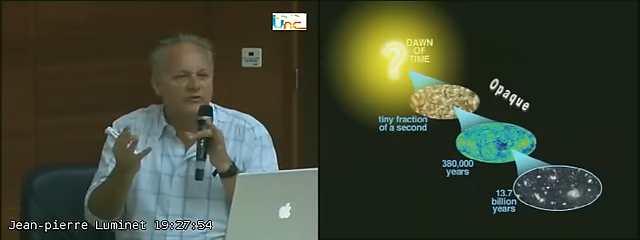 Unc
DAWN
OF
TIME
Opaque
tiny fraction
of a second
380,000
years
13.7
billion
years
Jean-pierre Luminet 19:27:54